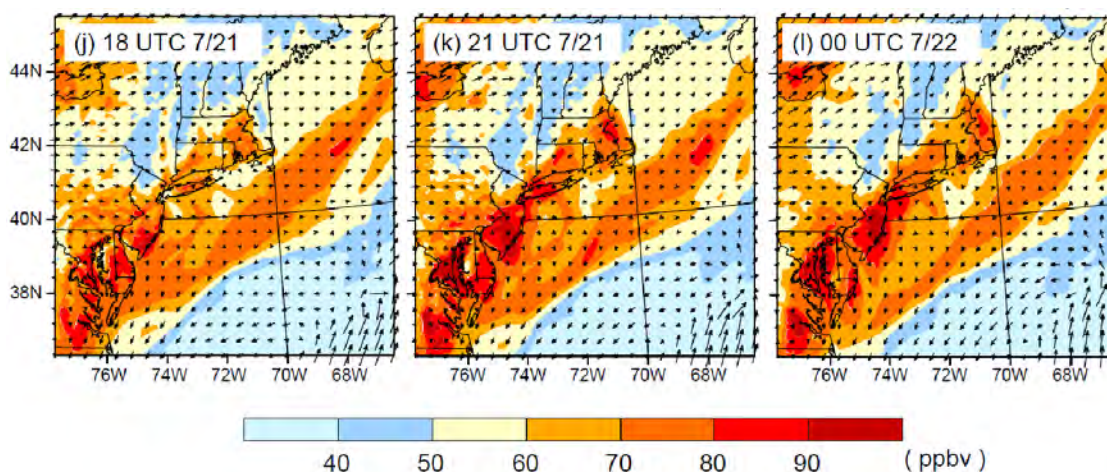 (j) 18 UTC 7/21 (k) 21 UTC 7/21 (l) 00 UTC 7/22
44N
42N
40N
38N
76W 74W 72W 70W 68W 76W 74W 72W 70W 68W 76W 74W 72W 70W 68W
40 50 60 70 80 90 (ppbv)